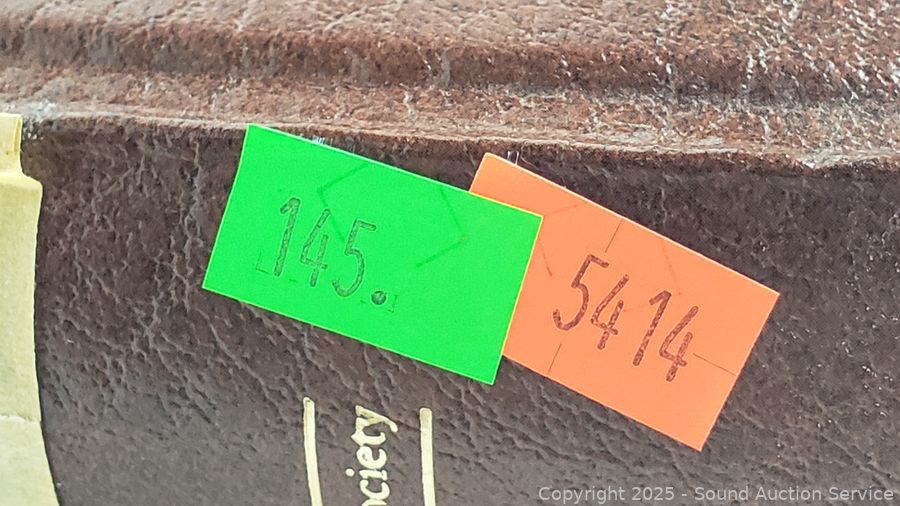 145.
5414
ociety
Copyright 2025 - Sound Auction Service